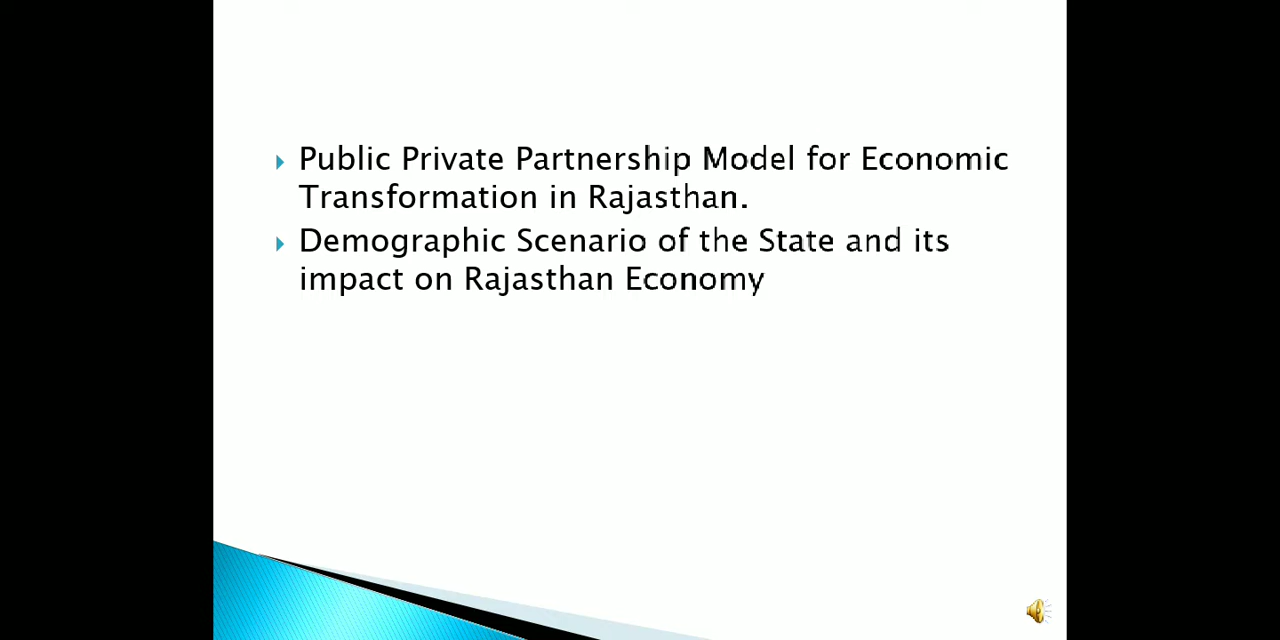 Public Private Partnership Model for Economic
Transformation in Rajasthan.
Demographic Scenario of the State and its
impact on Rajasthan Economy